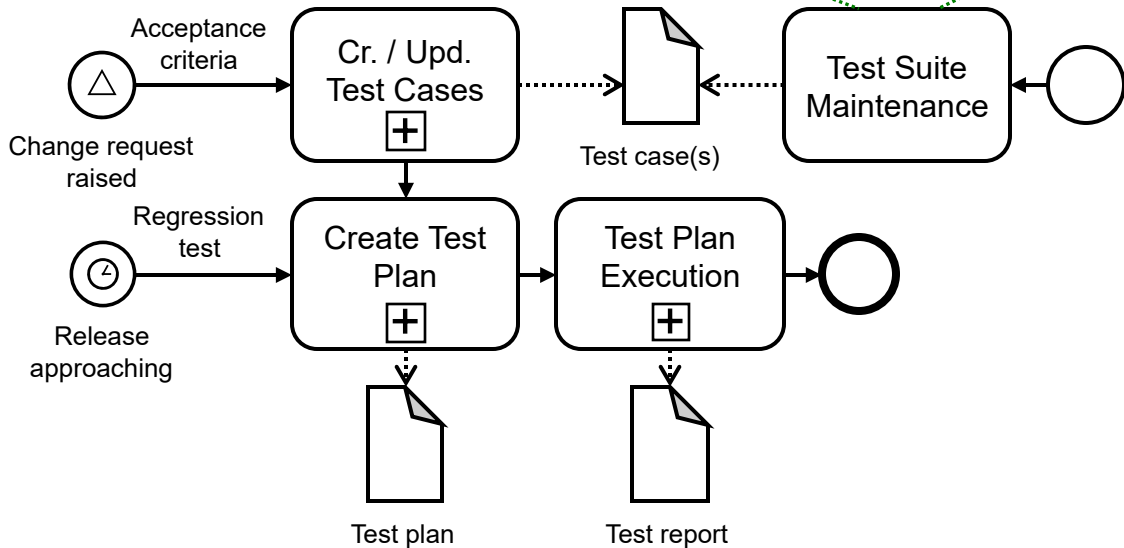 Acceptance
criteria
Cr. / Upd.
Test Cases
Test Suite
Maintenance
Change request
raised
Test case(s)
Regression
test
Create Test
Plan
Test Plan
Execution
Release
approaching
Test plan
Test report